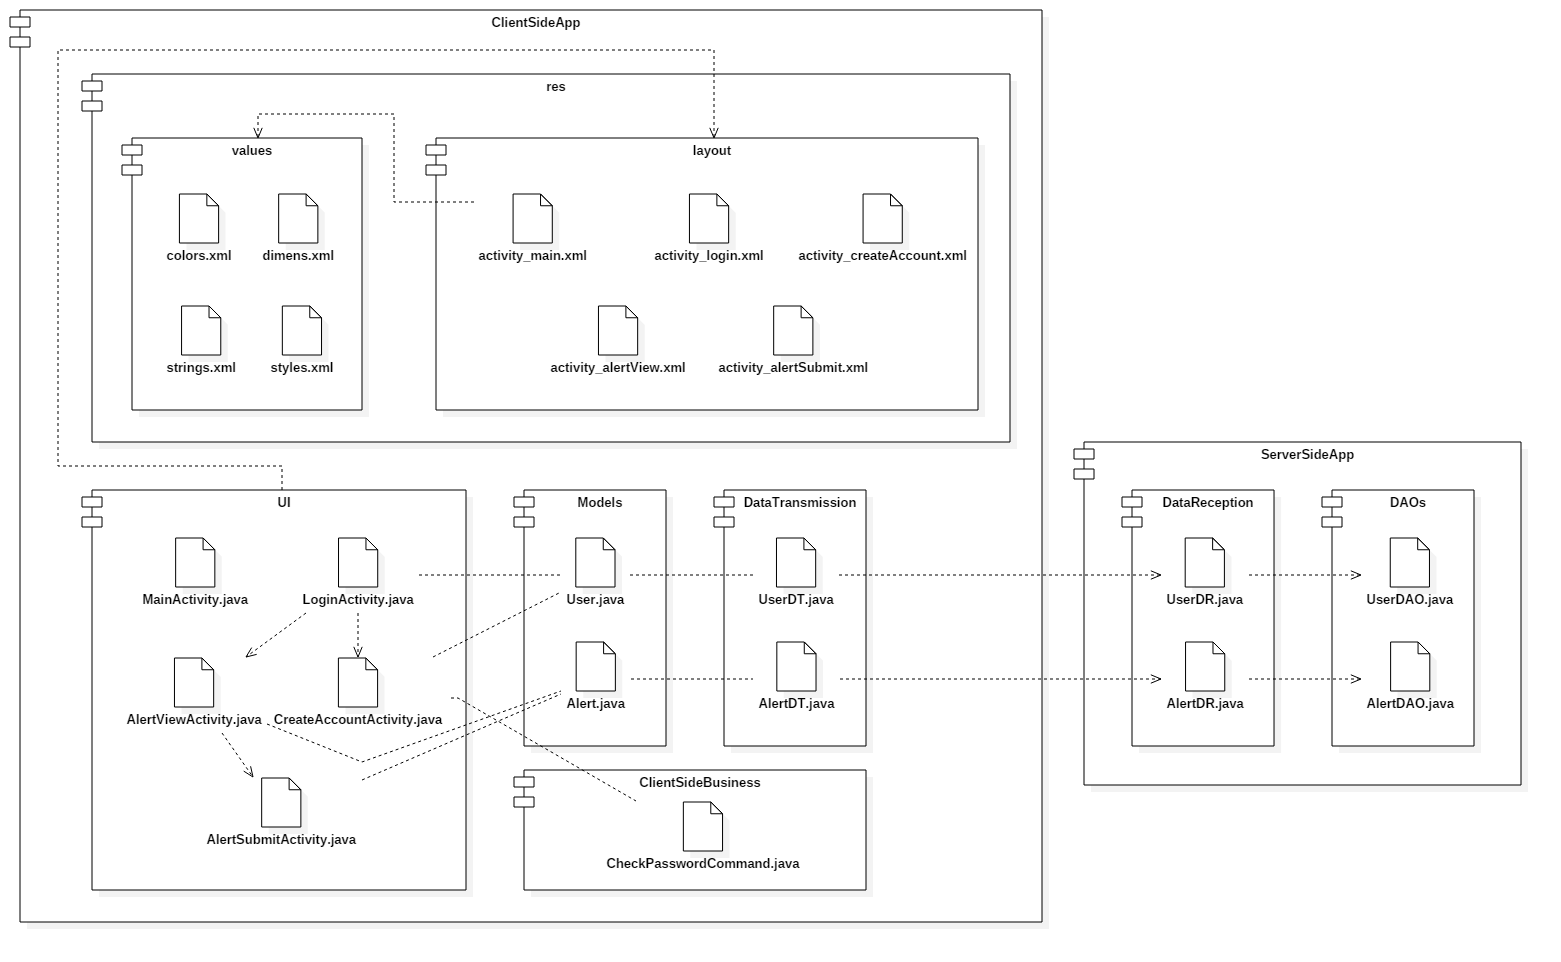 ClientSideApp
res
values
layout
colors.xml
dimens.xml
activity_main.xml
activity_login.xml
activity_createAccount.xml
strings.xml
styles.xml
activity_alertView.xml
activity_alertSubmit.xml
ServerSideApp
UI
Models
DataTransmission
DataReception
DAOs
MainActivity.java
LoginActivity.java
User.java
UserDT.java
UserDR.java
UserDAO.java
AlertViewActivity.java
CreateAccountActivity.java
Alert.java
AlertDT.java
AlertDR.java
AlertDAO.java
ClientSideBusiness
AlertSubmitActivity.java
CheckPasswordCommand.java